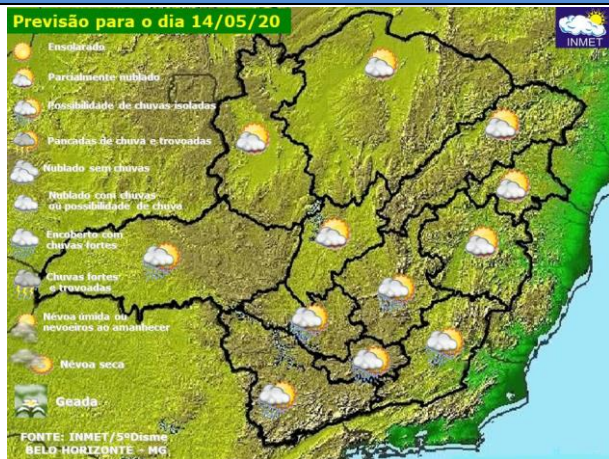 Previsão para o dia 14/05/20
INMET
Ensolarado
Parcialmente nublado
Possibilidade de chuvas isoladas
Pancadas de chuva e trovoadas
Nublado sem chuvas
Nublado com chuvas
ou possibilidade de chuva
Encoberto com
chuvas fortes
Chuvas fortes
e trovoadas
Névoa úmida ou
nevoeiros ao amanhecer
Névoa seca
Geada
FONTE: INMET/5ºDisme
BELO HORIZONTE - MG